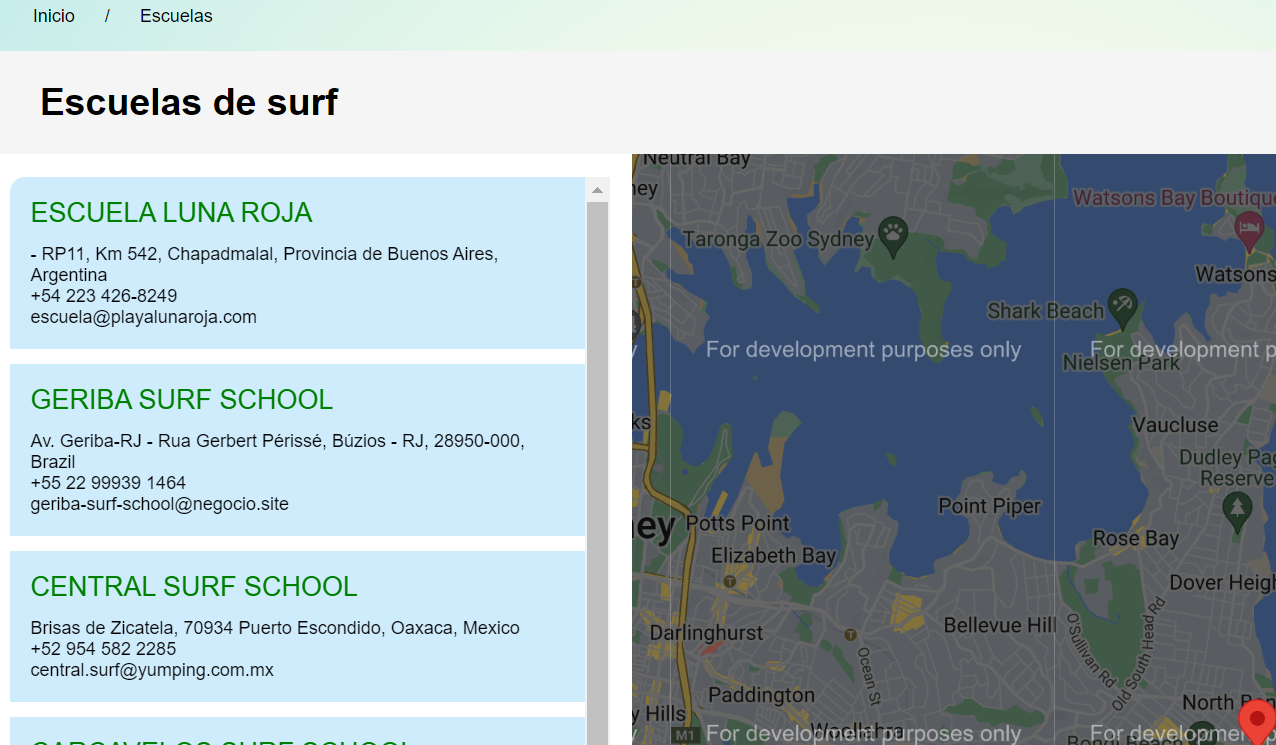 Inicio / Escuelas
Escuelas de surf
ESCUELA LUNA ROJA
- RP11, Km 542, Chapadmalal, Provincia de Buenos Aires,
Argentina
+54 223 426-8249
escuela@playalunaroja.com
GERIBA SURF SCHOOL
Av. Geriba-RJ - Rua Gerbert Périssé, Búzios - RJ, 28950-000,
Brazil
+55 22 99939 1464
geriba-surf-school@negocio.site
CENTRAL SURF SCHOOL
Brisas de Zicatela, 70934 Puerto Escondido, Oaxaca, Mexico
+52 954 582 2285
central.surf@yumping.com.mx
CARCAVELOS SURF SCHOOL
Neutral Bay
Watsons Bay Boutique
Taronga Zoo Sydney
Watsons
Shark Beach
For development purposes only
For development p
Nielsen Park
Vaucluse
Dudley Pag
Reserve
Point Piper
ney
Potts Point
Rose Bay
Elizabeth Bay
Dover Heigh
Darlinghurst
Bellevue Hill
O'Sullivan Rd
Old South Head Rd
Ocean St
Paddington
North Bon
y Hills
Woollahra
M1
For development purposes only
For development p
Bondi Beach